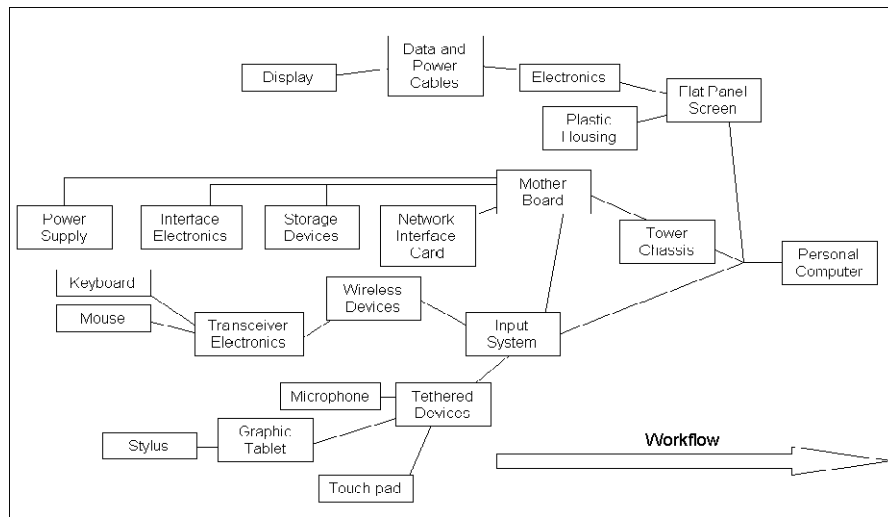 Data and
Power
Cables
Display
Electronics
Flat Panel
Screen
Plastic
Housing
Mother
Board
Power
Supply
Interface
Electronics
Storage
Devices
Network
Interface
Card
Tower
Chassis
Personal
Computer
Keyboard
Wireless
Devices
Mouse
Transceiver
Electronics
Input
System
Microphone
Tethered
Devices
Stylus
Graphic
Tablet
Workflow
Touch pad